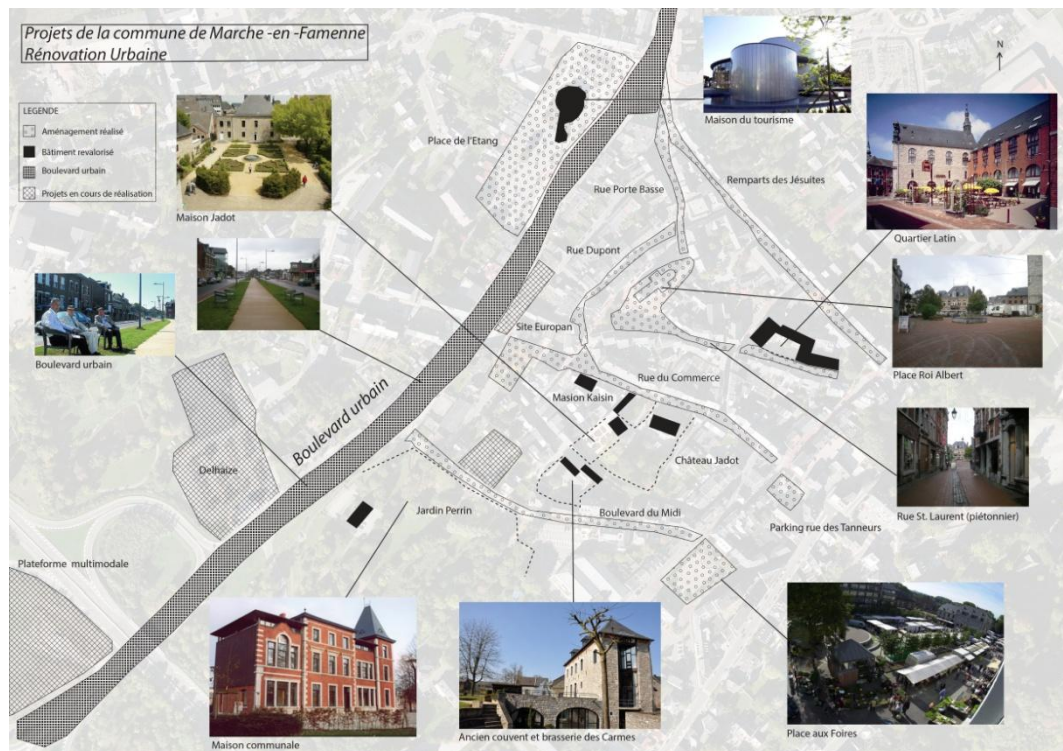 Projets de la commune de Marche -en -Famenne
Rénovation Urbaine
N
LEGENDE
Aménagement réalisé
Bâtiment revalorisé
Boulevard urbain
Projets en cours de réalisation
Maison du tourisme
Place de l'Etang
Maison Jadot
Rue Porte Basse
Remparts des Jésuites
Quartier Latin
Rue Dupont
Site Europan
Boulevard urbain
Place Roi Albert
Rue du Commerce
Masion Kaisin
Boulevard urbain
Château Jadot
Delhaize
Rue St. Laurent (piétonnier)
Jardin Perrin
Boulevard du Midi
Parking rue des Tanneurs
Plateforme multimodale
Maison communale
Ancien couvent et brasserie des Carmes
Place aux Foires